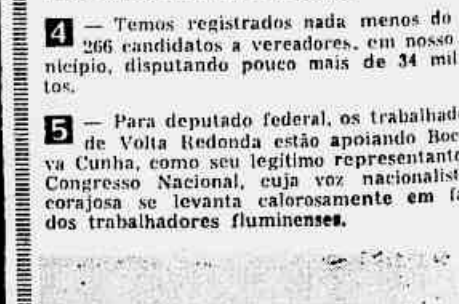 4 — Temos registrados nada menos do
266 candidatos a vereadores, em nosso
nicípio, disputando pouco mais de 34 mil
tos.
5 — Para deputado federal, os trabalhad
de Volta Redonda estão apoiando Boc
va Cunha, como seu legítimo representante
Congresso Nacional, cuja voz nacionalist
corajosa se levanta calorosamente em fa
dos trabalhadores fluminenses.